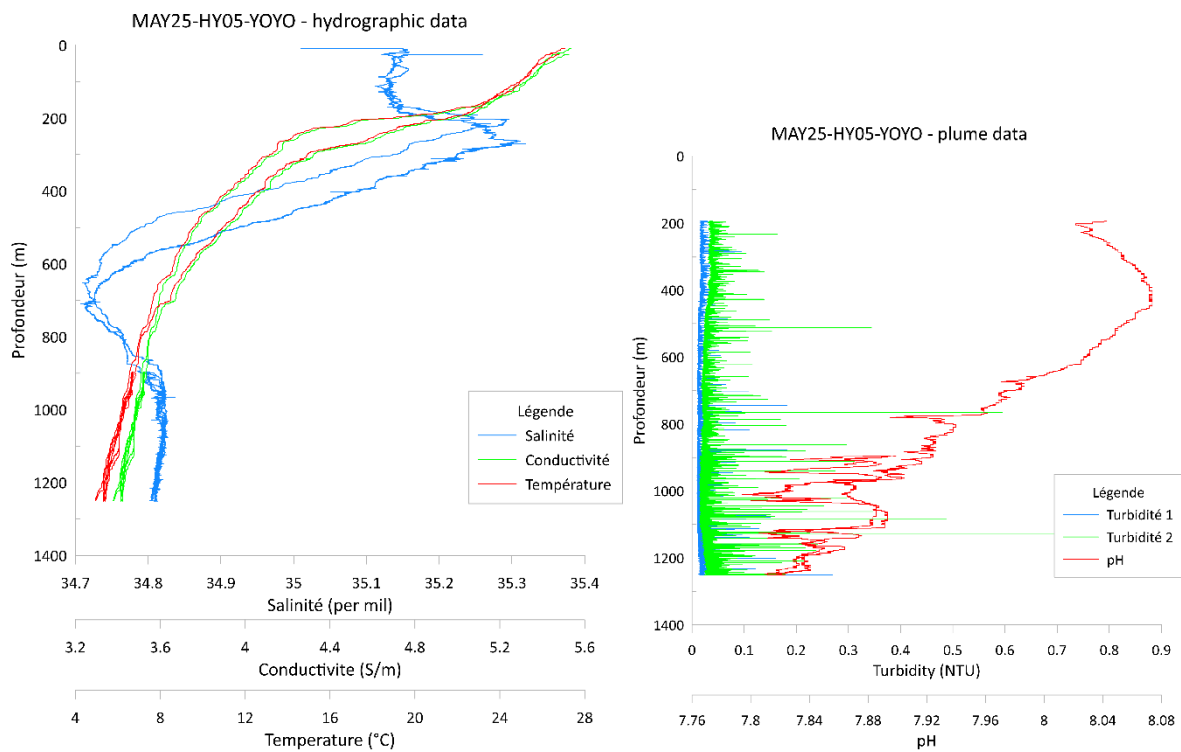 MAY25-HY05-YOYO - hydrographic data
0
200
400
600
800
1000
1200
1400
Profondeur (m)
Légende
Salinité
Conductivité
Température
34.7 34.8 34.9 35 35.1 35.2 35.3 35.4
Salinité (per mil)
3.2 3.6 4 4.4 4.8 5.2 5.6
Conductivite (S/m)
4 8 12 16 20 24 28
Temperature (°C)
MAY25-HY05-YOYO - plume data
0
200
400
600
800
1000
1200
1400
Profondeur (m)
Légende
Turbidité 1
Turbidité 2
pH
0 0.1 0.2 0.3 0.4 0.5 0.6 0.7 0.8 0.9
Turbidity (NTU)
7.76 7.8 7.84 7.88 7.92 7.96 8 8.04 8.08
pH